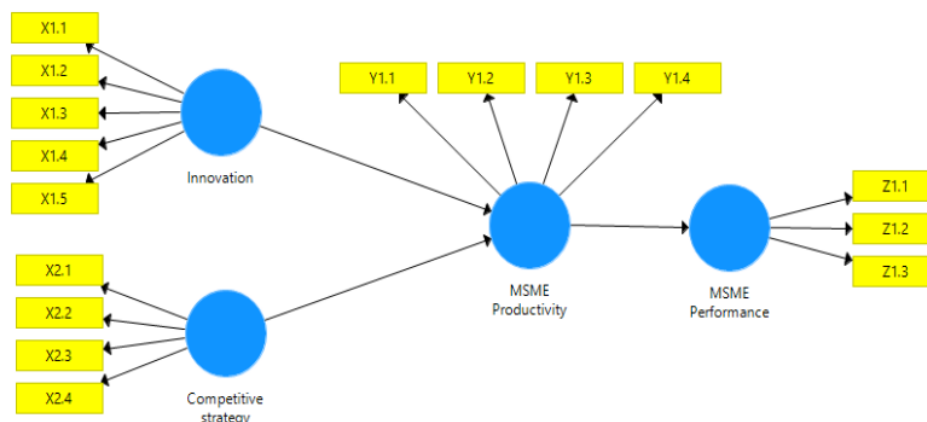 X1.1
X1.2
X1.3
X1.4
X1.5
Innovation
Y1.1
Y1.2
Y1.3
Y1.4
MSME
Productivity
MSME
Performance
Z1.1
Z1.2
Z1.3
X2.1
X2.2
X2.3
X2.4
Competitive
strategy